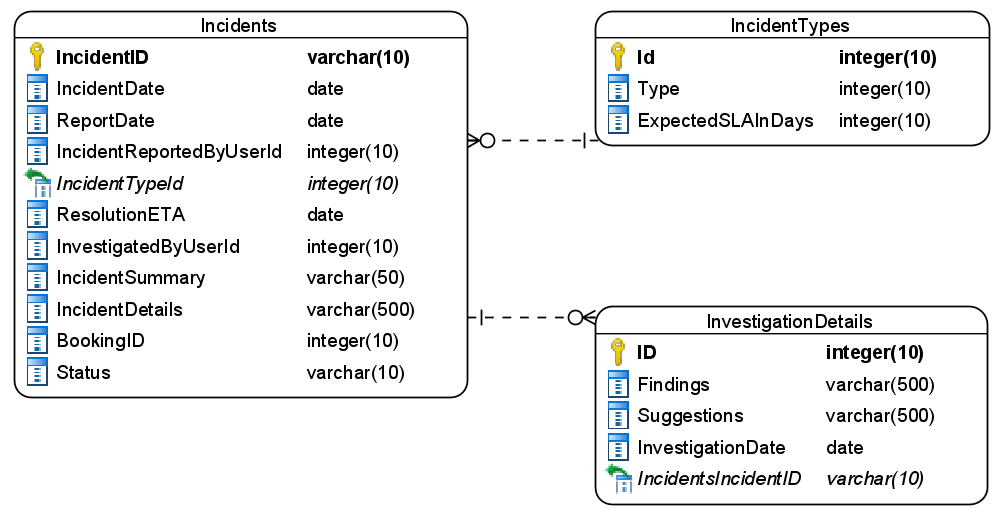 Incidents
IncidentID varchar(10)
IncidentDate date
ReportDate date
IncidentReportedByUserId integer(10)
IncidentTypeId integer(10)
ResolutionETA date
InvestigatedByUserId integer(10)
IncidentSummary varchar(50)
IncidentDetails varchar(500)
BookingID integer(10)
Status varchar(10)
IncidentTypes
Id integer(10)
Type integer(10)
ExpectedSLAInDays integer(10)
InvestigationDetails
ID integer(10)
Findings varchar(500)
Suggestions varchar(500)
InvestigationDate date
IncidentsIncidentID varchar(10)